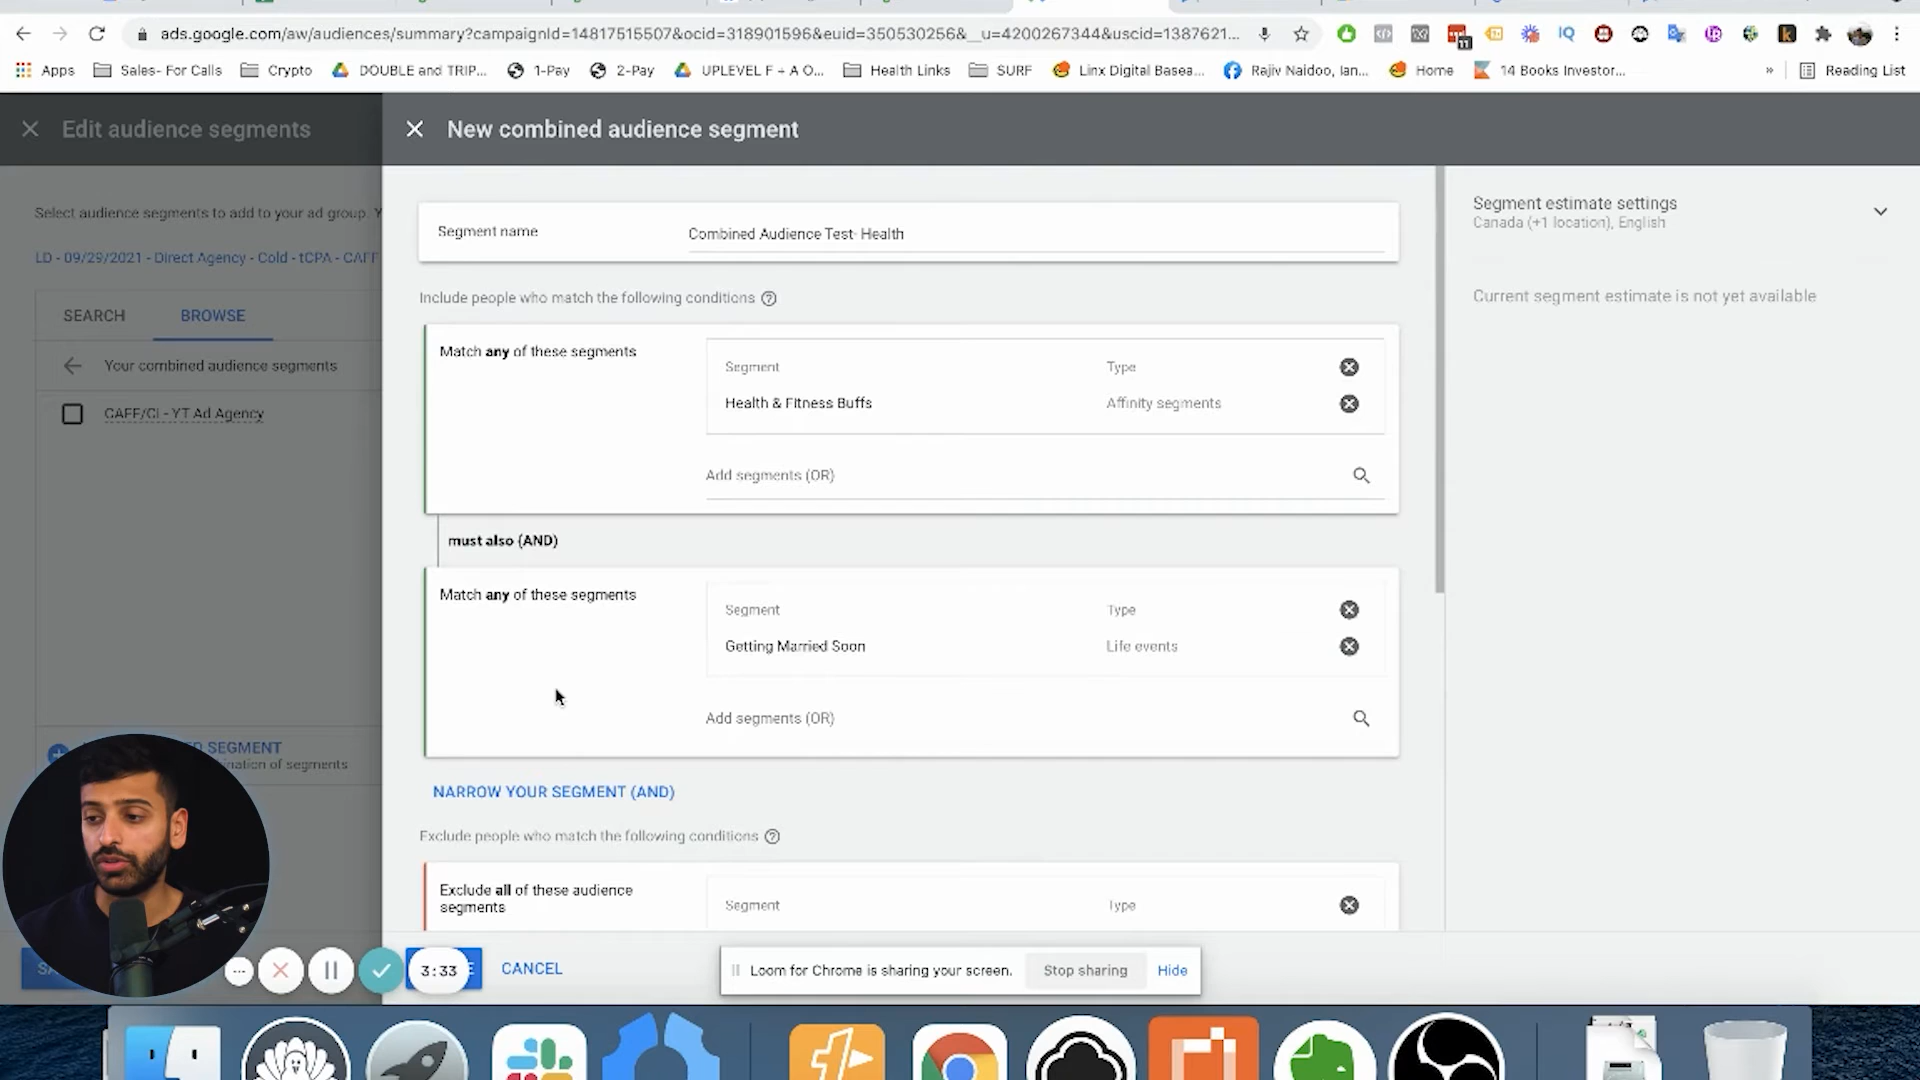 ads.google.com/aw/audiences/summary?campaignId=14817515507&ocid=318901596&euid=350530256&__u=4200267344&uscid=1387621...
11
Apps
Sales- For Calls
Crypto
DOUBLE and TRIP...
1-Pay
2-Pay
UPLEVEL F + A O...
Health Links
SURF
Linx Digital Basea...
Rajiv Naidoo, Ian...
Home
14 Books Investor...
»
Reading List
Edit audience segments
New combined audience segment
Select audience segments to add to your ad group. Y
LD - 09/29/2021 - Direct Agency - Cold - tCPA - CAFF
SEARCH
BROWSE
Your combined audience segments
CAFF/CI - YT Ad Agency
SEGMENT
nation of segments
Segment name
Combined Audience Test- Health
Include people who match the following conditions
Match any of these segments
Segment
Type
Health & Fitness Buffs
Affinity segments
Add segments (OR)
must also (AND)
Match any of these segments
Segment
Type
Getting Married Soon
Life events
Add segments (OR)
NARROW YOUR SEGMENT (AND)
Exclude people who match the following conditions
Exclude all of these audience
segments
Segment
Type
Segment estimate settings
Canada (+1 location), English
Current segment estimate is not yet available
3:33
CANCEL
Loom for Chrome is sharing your screen.
Stop sharing
Hide